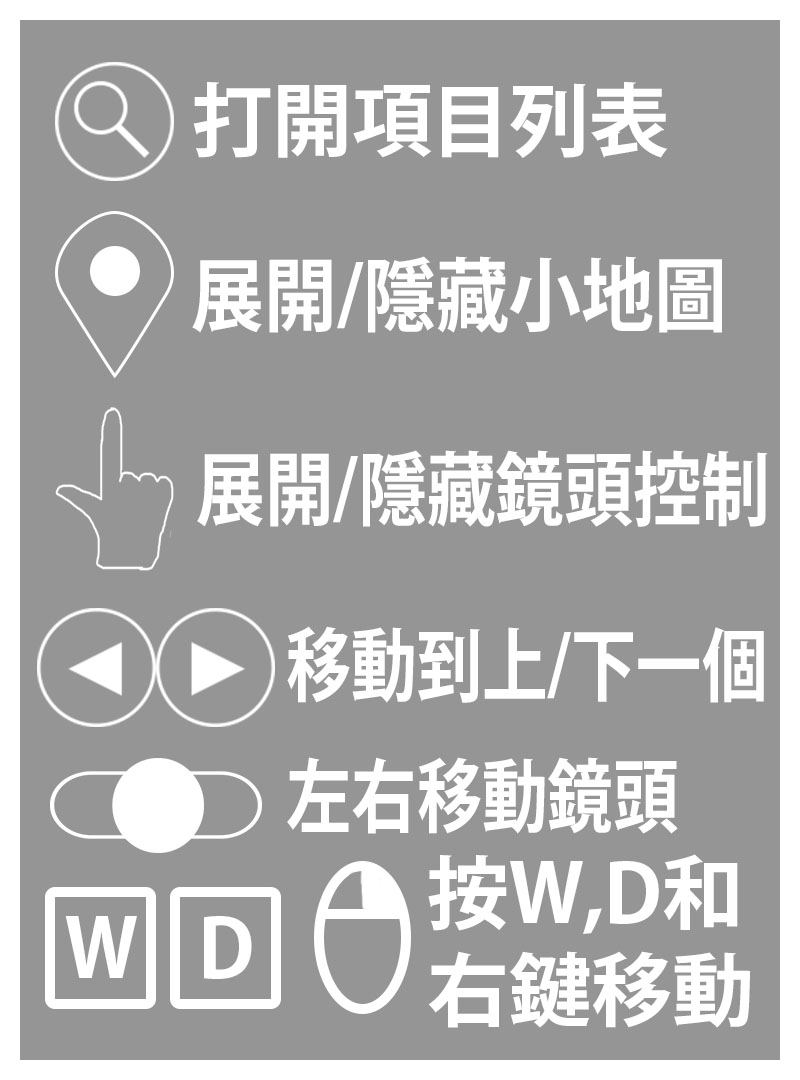 打開項目列表
展開/隱藏小地圖
展開/隱藏鏡頭控制
移動到上/下一個
左右移動鏡頭
W D
按W,D和
右鍵移動